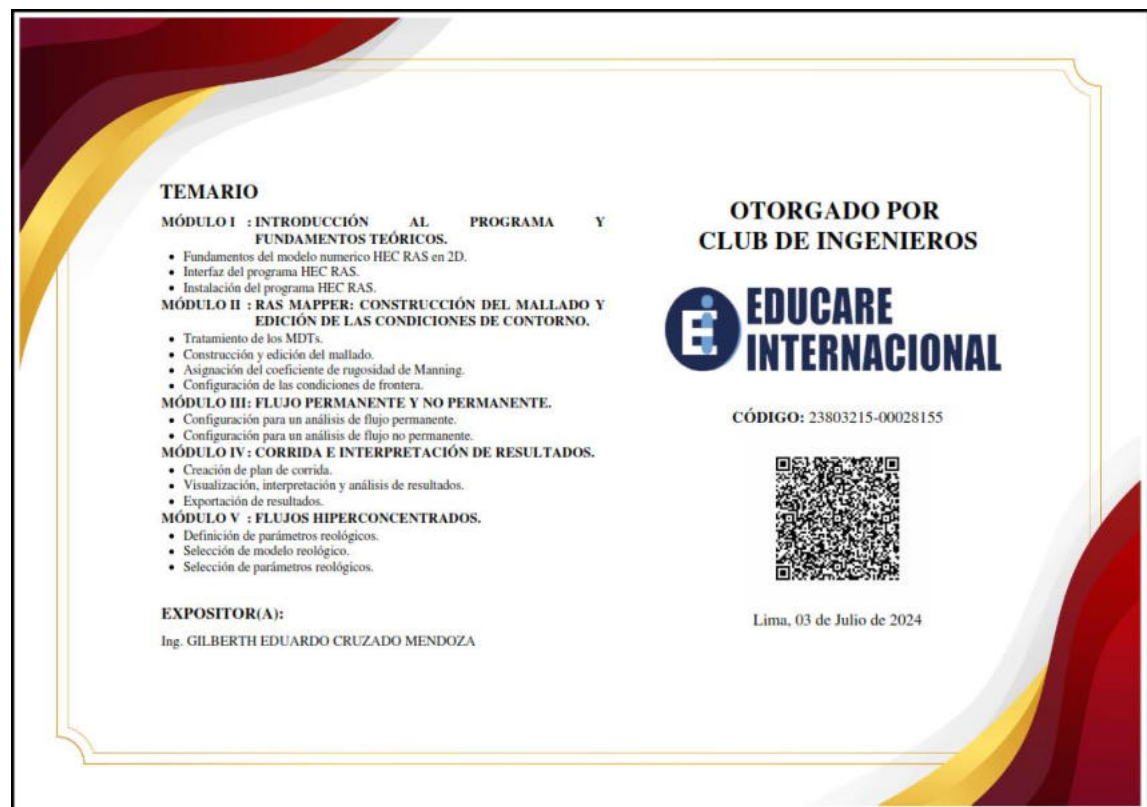 TEMARIO
MÓDULO I : INTRODUCCIÓN AL PROGRAMA Y
FUNDAMENTOS TEÓRICOS.
• Fundamentos del modelo numerico HEC RAS en 2D.
• Interfaz del programa HEC RAS.
• Instalación del programa HEC RAS.
MÓDULO II : RAS MAPPER: CONSTRUCCIÓN DEL MALLADO Y
EDICIÓN DE LAS CONDICIONES DE CONTORNO.
• Tratamiento de los MDTs.
• Construcción y edición del mallado.
• Asignación del coeficiente de rugosidad de Manning.
• Configuración de las condiciones de frontera.
MÓDULO III: FLUJO PERMANENTE Y NO PERMANENTE.
• Configuración para un análisis de flujo permanente.
• Configuración para un análisis de flujo no permanente.
MÓDULO IV: CORRIDA E INTERPRETACIÓN DE RESULTADOS.
• Creación de plan de corrida.
• Visualización, interpretación y análisis de resultados.
• Exportación de resultados.
MÓDULO V : FLUJOS HIPERCONCENTRADOS.
• Definición de parámetros reológicos.
• Selección de modelo reológico.
• Selección de parámetros reológicos.
EXPOSITOR(A):
Ing. GILBERTH EDUARDO CRUZADO MENDOZA
OTORGADO POR
CLUB DE INGENIEROS
Ei EDUCARE
INTERNACIONAL
CÓDIGO: 23803215-00028155
Lima, 03 de Julio de 2024